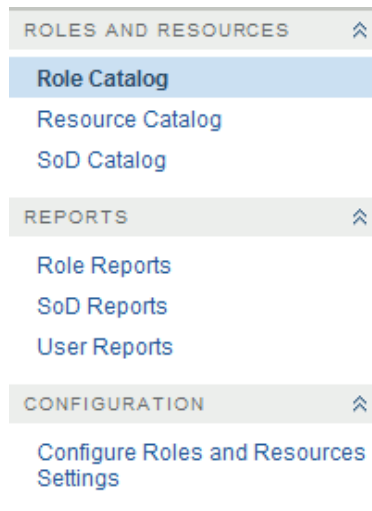 ROLES AND RESOURCES
Role Catalog
Resource Catalog
SoD Catalog
REPORTS
Role Reports
SoD Reports
User Reports
CONFIGURATION
Configure Roles and Resources
Settings